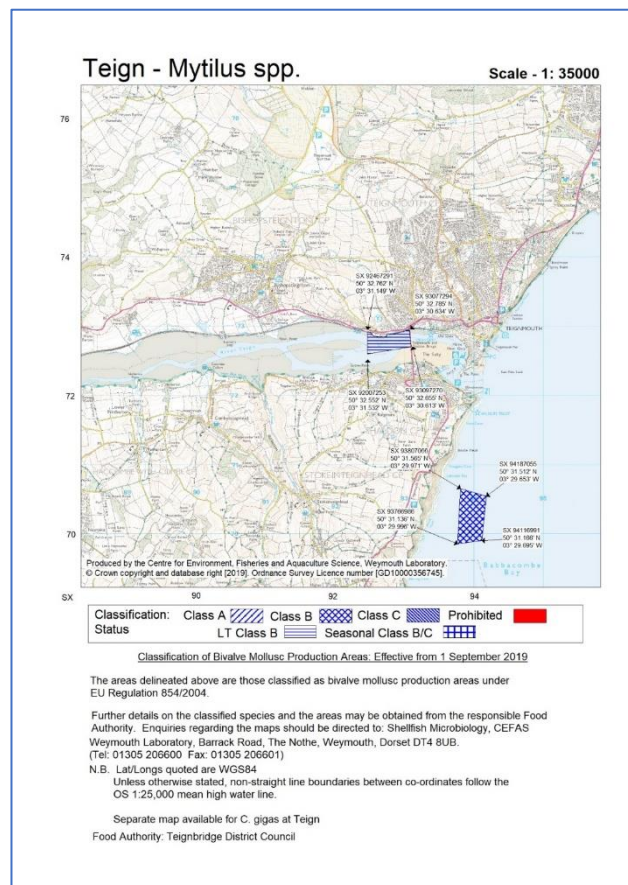 Teign - Mytilus spp.
Scale - 1: 35000
76
74
72
70
SX
90
92
94
SX 92467291
50° 32.762' N
03° 31.149' W
SX 93077294
50° 32.785' N
03° 30.634' W
TEIGNMOUTH
SX 92007253
50° 32.552' N
03° 31.532' W
SX 93097270
50° 32.655' N
03° 30.613' W
SX 93807066
50° 31.565' N
03° 29.971' W
SX 94187055
50° 31.512' N
03° 29.653' W
SX 93766986
50° 31.136' N
03° 29.996' W
SX 94116991
50° 31.166' N
03° 29.695' W
Babbacombe
Bay
Produced by the Centre for Environment, Fisheries and Aquaculture Science, Weymouth Laboratory.
© Crown copyright and database right [2019]. Ordnance Survey Licence number [GD10000356745].
Classification: Class A Class B Class C Prohibited
Status LT Class B Seasonal Class B/C
Classification of Bivalve Mollusc Production Areas: Effective from 1 September 2019
The areas delineated above are those classified as bivalve mollusc production areas under
EU Regulation 854/2004.
Further details on the classified species and the areas may be obtained from the responsible Food
Authority. Enquiries regarding the maps should be directed to: Shellfish Microbiology, CEFAS
Weymouth Laboratory, Barrack Road, The Nothe, Weymouth, Dorset DT4 8UB.
(Tel: 01305 206600 Fax: 01305 206601)
N.B. Lat/Longs quoted are WGS84
Unless otherwise stated, non-straight line boundaries between co-ordinates follow the
OS 1:25,000 mean high water line.
Separate map available for C. gigas at Teign
Food Authority: Teignbridge District Council